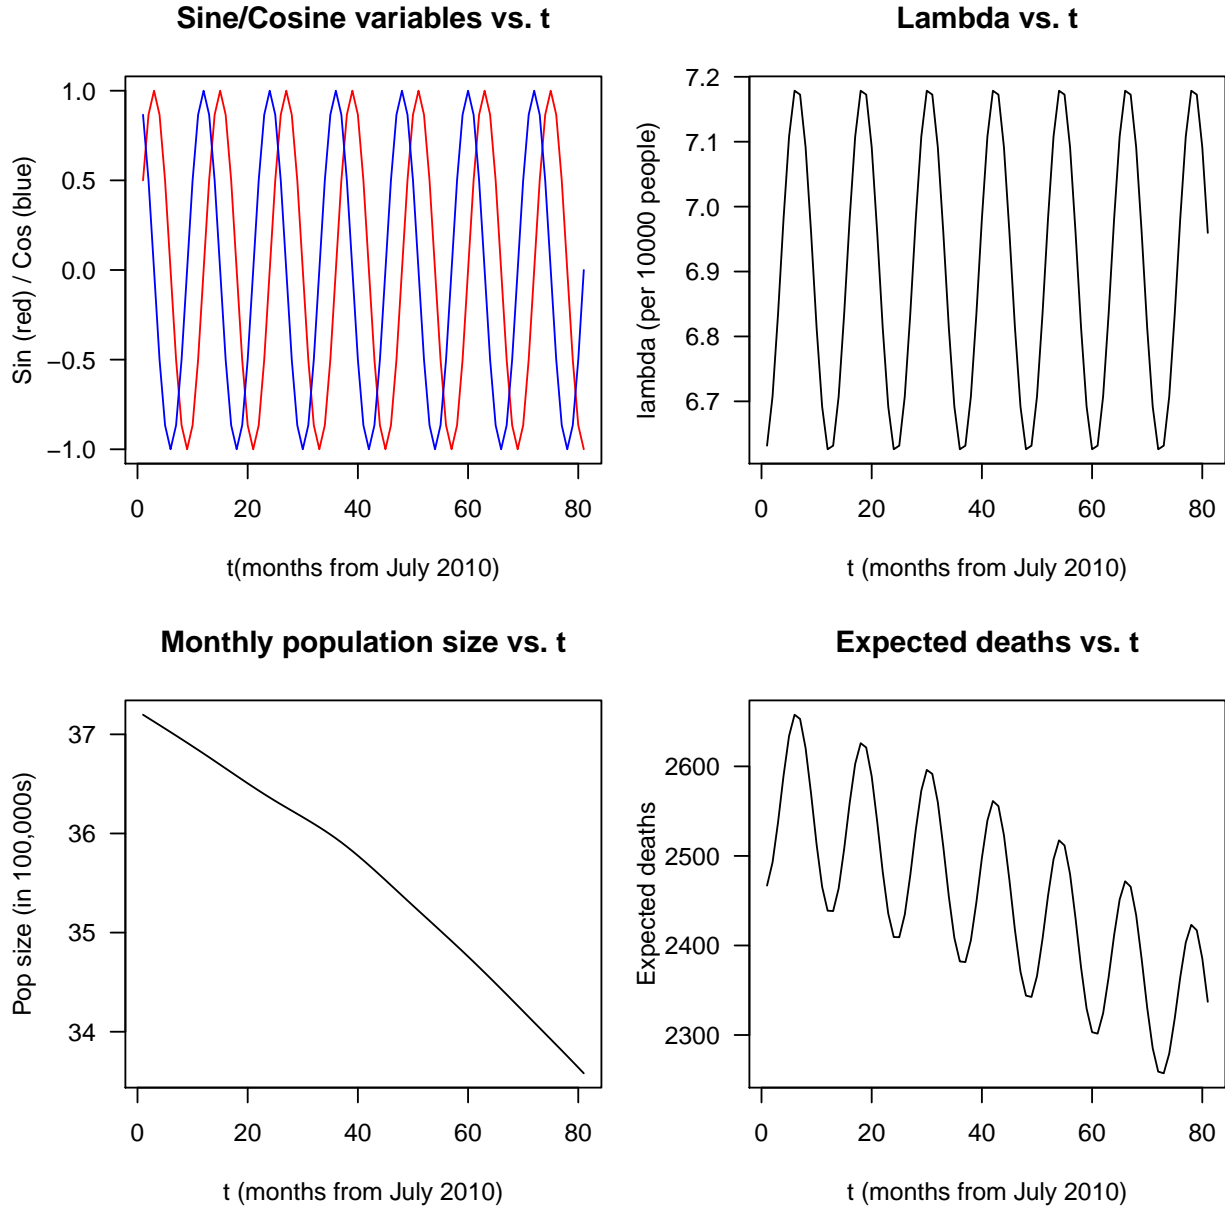 Sine/Cosine variables vs. t
Sin (red) / Cos (blue)
1.0
0.5
0.0
−0.5
−1.0
0 20 40 60 80
t(months from July 2010)
Lambda vs. t
lambda (per 10000 people)
7.2
7.1
7.0
6.9
6.8
6.7
0 20 40 60 80
t (months from July 2010)
Monthly population size vs. t
Pop size (in 100,000s)
37
36
35
34
0 20 40 60 80
t (months from July 2010)
Expected deaths vs. t
Expected deaths
2600
2500
2400
2300
0 20 40 60 80
t (months from July 2010)